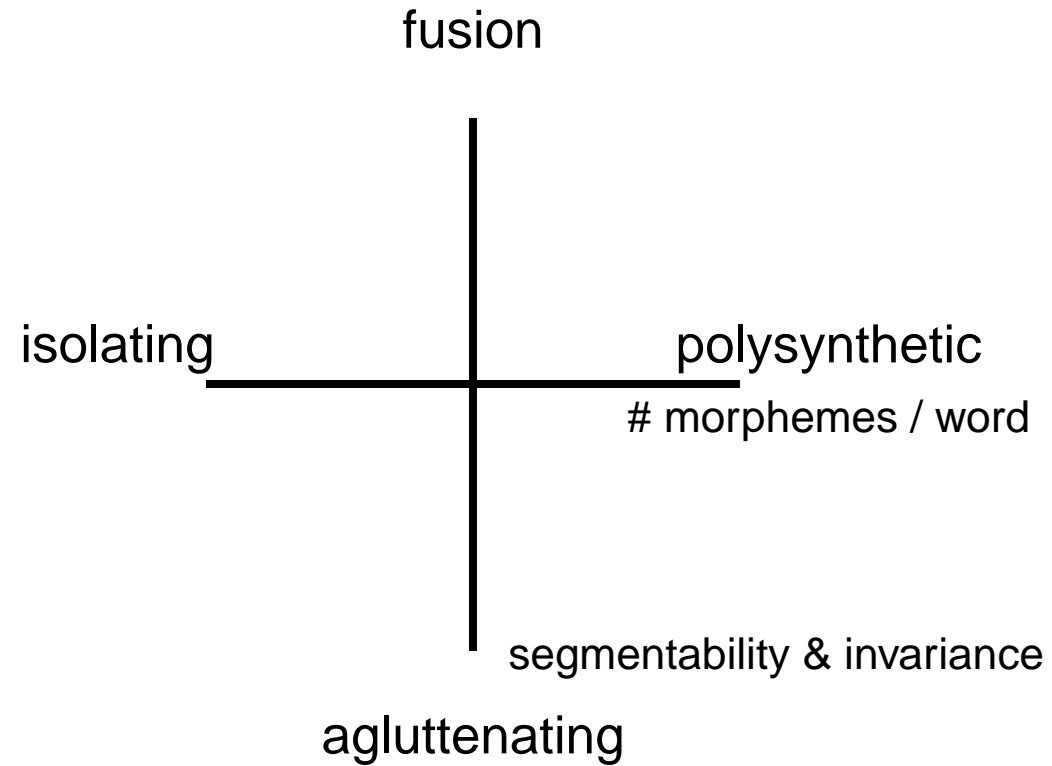 fusion
isolating
polysynthetic
# morphemes / word
segmentability & invariance
agluttenating